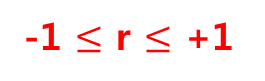 -1 ≤ r ≤ +1